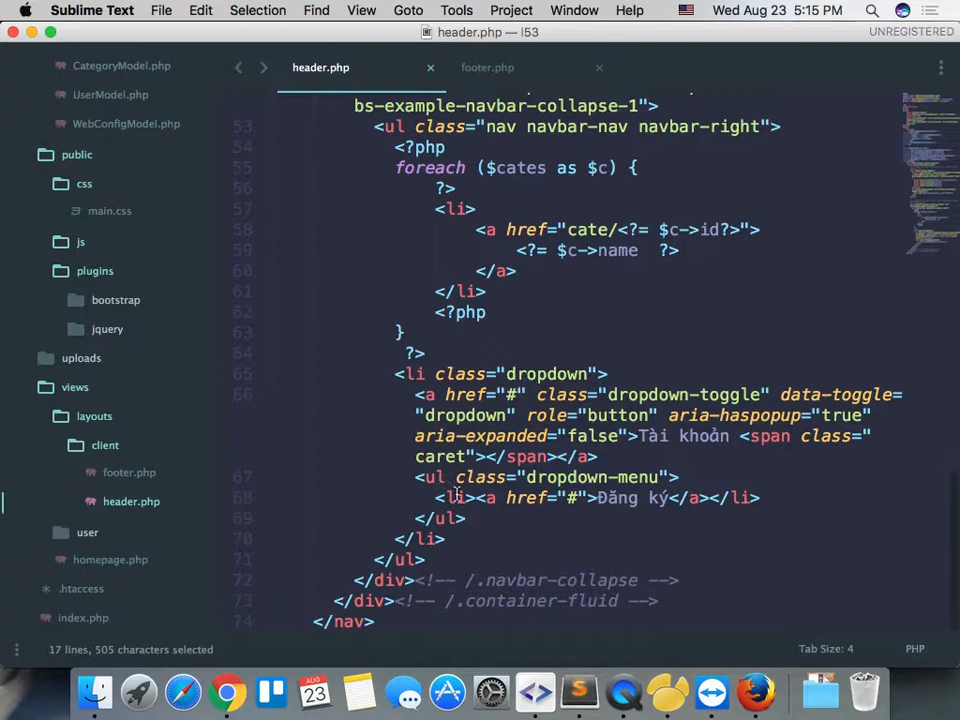 Sublime Text File Edit Selection Find View Goto Tools Project Window Help Wed Aug 23 5:15 PM
header.php — l53 UNREGISTERED
CategoryModel.php
UserModel.php
WebConfigModel.php
public
css
main.css
js
plugins
bootstrap
jquery
uploads
views
layouts
client
footer.php
header.php
user
homepage.php
.htaccess
index.php
header.php × footer.php ×
bs-example-navbar-collapse-1">
53 <ul class="nav navbar-nav navbar-right">
54 <?php
55 foreach ($cates as $c) {
56 ?>
57 <li>
58 <a href="cate/<?= $c->id?>">
59 <?= $c->name ?>
60 </a>
61 </li>
62 <?php
63 }
64 ?>
65 <li class="dropdown">
66 <a href="#" class="dropdown-toggle" data-toggle=
"dropdown" role="button" aria-haspopup="true"
aria-expanded="false">Tài khoản <span class="
caret"></span></a>
67 <ul class="dropdown-menu">
68 <li><a href="#">Đăng ký</a></li>
69 </ul>
70 </li>
71 </ul>
72 </div><!-- /.navbar-collapse -->
73 </div><!-- /.container-fluid -->
74 </nav>
17 lines, 505 characters selected Tab Size: 4 PHP
AUG
23